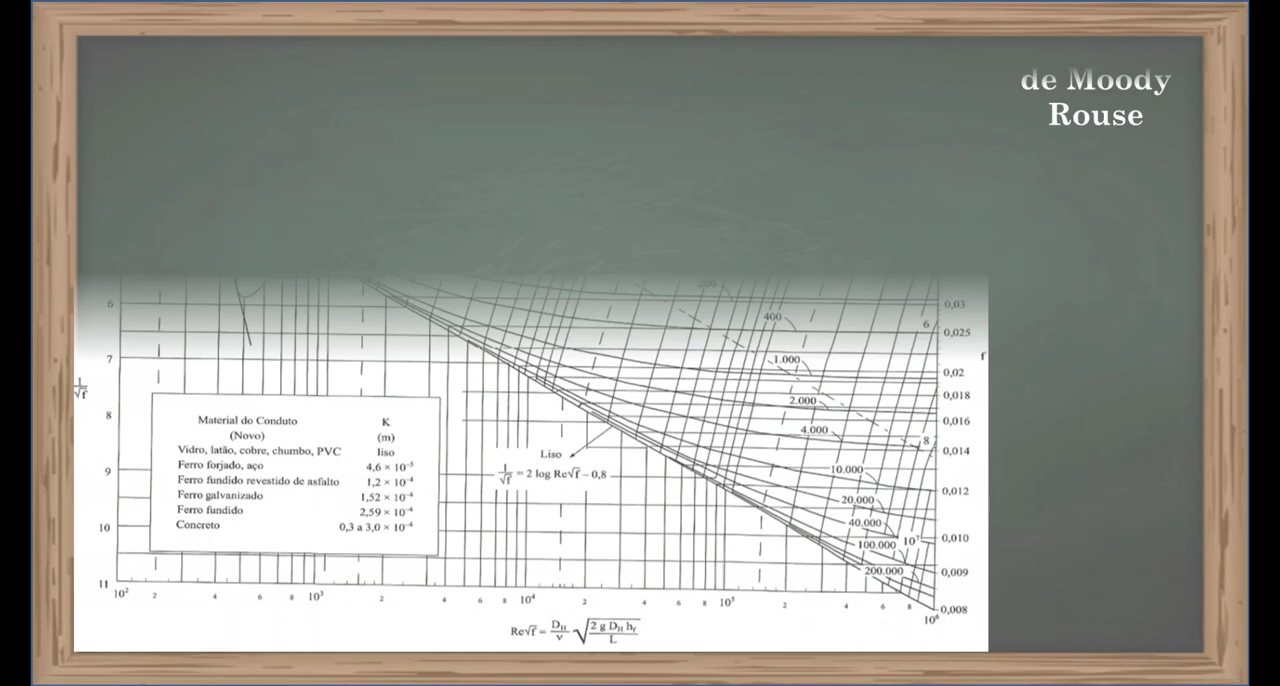 de Moody
Rouse
200
6
0,03
400
6
0,025
7
1.000
f
0,02
1/√f
2.000
0,018
8
4.000
0,016
Material do Conduto K
(Novo) (m)
Vidro, latão, cobre, chumbo, PVC liso
Ferro forjado, aço 4,6 × 10⁻⁵
Ferro fundido revestido de asfalto 1,2 × 10⁻⁴
Ferro galvanizado 1,52 × 10⁻⁴
Ferro fundido 2,59 × 10⁻⁴
Concreto 0,3 a 3,0 × 10⁻⁴
8
0,014
Liso
1/√f = 2 log Re√f – 0,8
9
10.000
0,012
20.000
10
40.000
0,010
100.000 10⁷
0,009
200.000
11
0,008
10² 2 4 6 8 10³ 2 4 6 8 10⁴ 2 4 6 8 10⁵ 2 4 6 8 10⁶
Re√f = D_H/ν √(2 g D_H h_f / L)